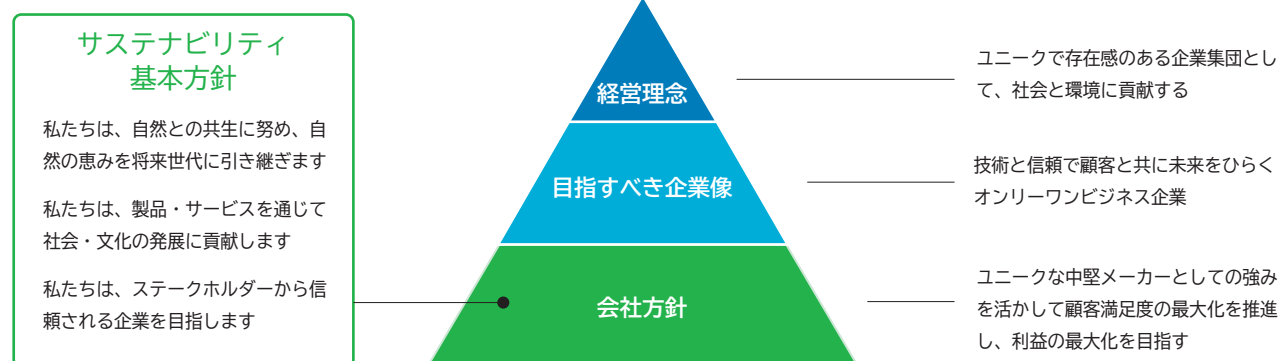 サステナビリティ
基本方針
私たちは、自然との共生に努め、自
然の恵みを将来世代に引き継ぎます
私たちは、製品・サービスを通じて
社会・文化の発展に貢献します
私たちは、ステークホルダーから信
頼される企業を目指します
経営理念
目指すべき企業像
会社方針
ユニークで存在感のある企業集団とし
て、社会と環境に貢献する
技術と信頼で顧客と共に未来をひらく
オンリーワンビジネス企業
ユニークな中堅メーカーとしての強み
を活かして顧客満足度の最大化を推進
し、利益の最大化を目指す